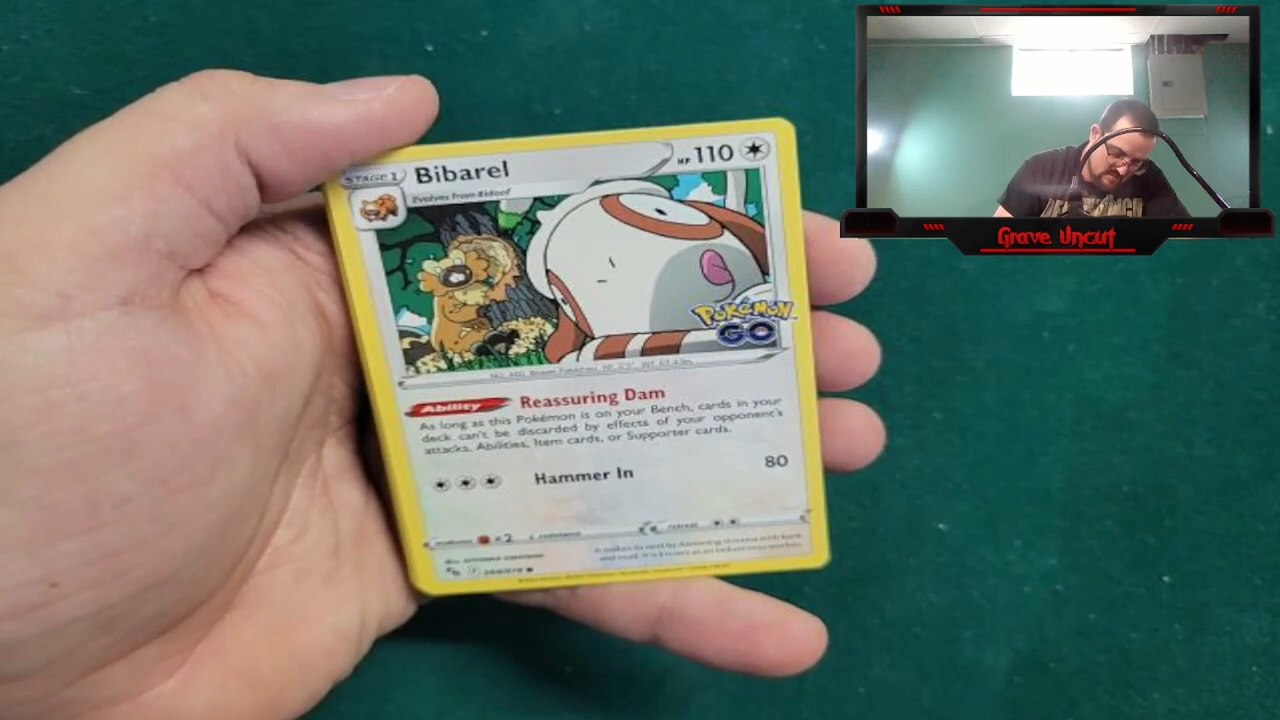 STAGE 1 Bibarel HP 110
Evolves from Bidoof
POKÉMON
GO
Ability Reassuring Dam
As long as this Pokémon is on your Bench, cards in your
deck can't be discarded by effects of your opponent's
attacks, Abilities, Item cards, or Supporter cards.
Hammer In 80
x2
retreat
Grave Uncut